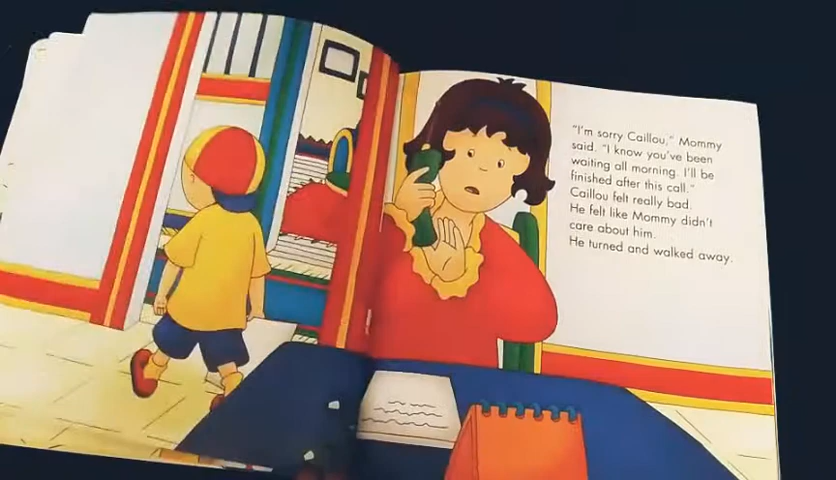 "I'm sorry Caillou," Mommy
said. "I know you've been
waiting all morning. I'll be
finished after this call."
Caillou felt really bad.
He felt like Mommy didn't
care about him.
He turned and walked away.